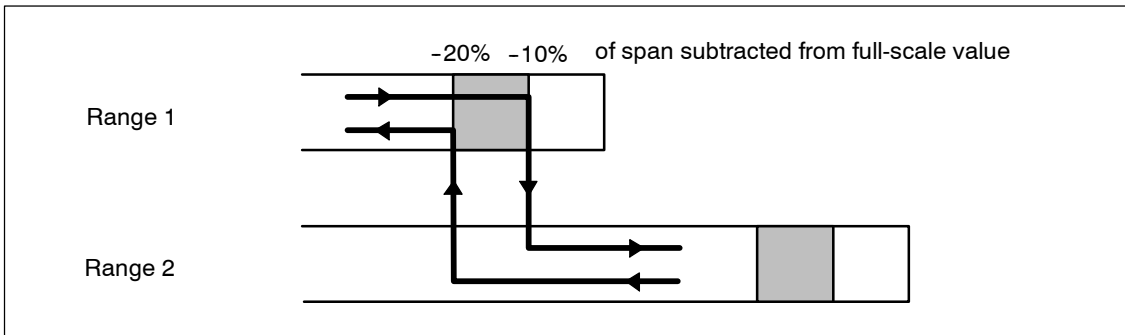 -20% -10% of span subtracted from full-scale value
Range 1
Range 2